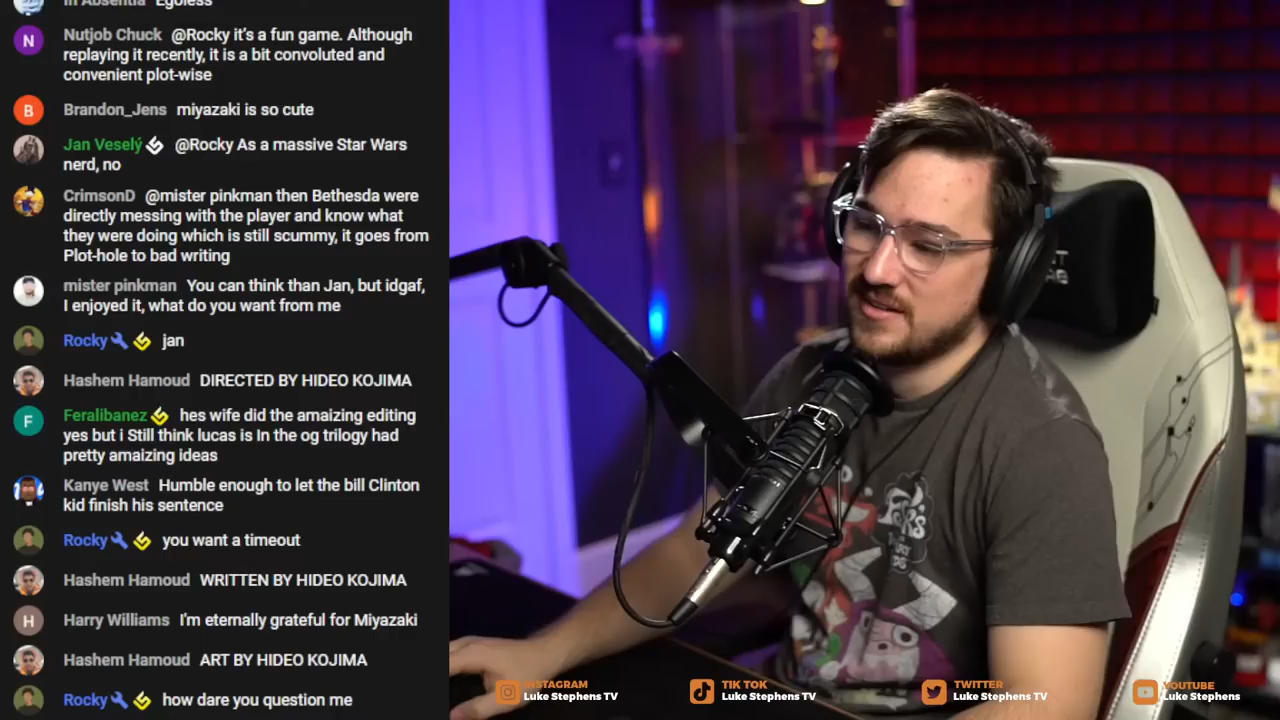 In Absentia Egoless
N
Nutjob Chuck @Rocky it's a fun game. Although
replaying it recently, it is a bit convoluted and
convenient plot-wise
B
Brandon_Jens miyazaki is so cute
Jan Veselý @Rocky As a massive Star Wars
nerd, no
CrimsonD @mister pinkman then Bethesda were
directly messing with the player and know what
they were doing which is still scummy, it goes from
Plot-hole to bad writing
mister pinkman You can think than Jan, but idgaf,
I enjoyed it, what do you want from me
Rocky jan
Hashem Hamoud DIRECTED BY HIDEO KOJIMA
F
Feralibanez hes wife did the amaizing editing
yes but i Still think lucas is In the og trilogy had
pretty amaizing ideas
Kanye West Humble enough to let the bill Clinton
kid finish his sentence
Rocky you want a timeout
Hashem Hamoud WRITTEN BY HIDEO KOJIMA
H
Harry Williams I'm eternally grateful for Miyazaki
Hashem Hamoud ART BY HIDEO KOJIMA
Rocky how dare you question me
INSTAGRAM
Luke Stephens TV
TIK TOK
Luke Stephens TV
TWITTER
Luke Stephens TV
YOUTUBE
Luke Stephens TV